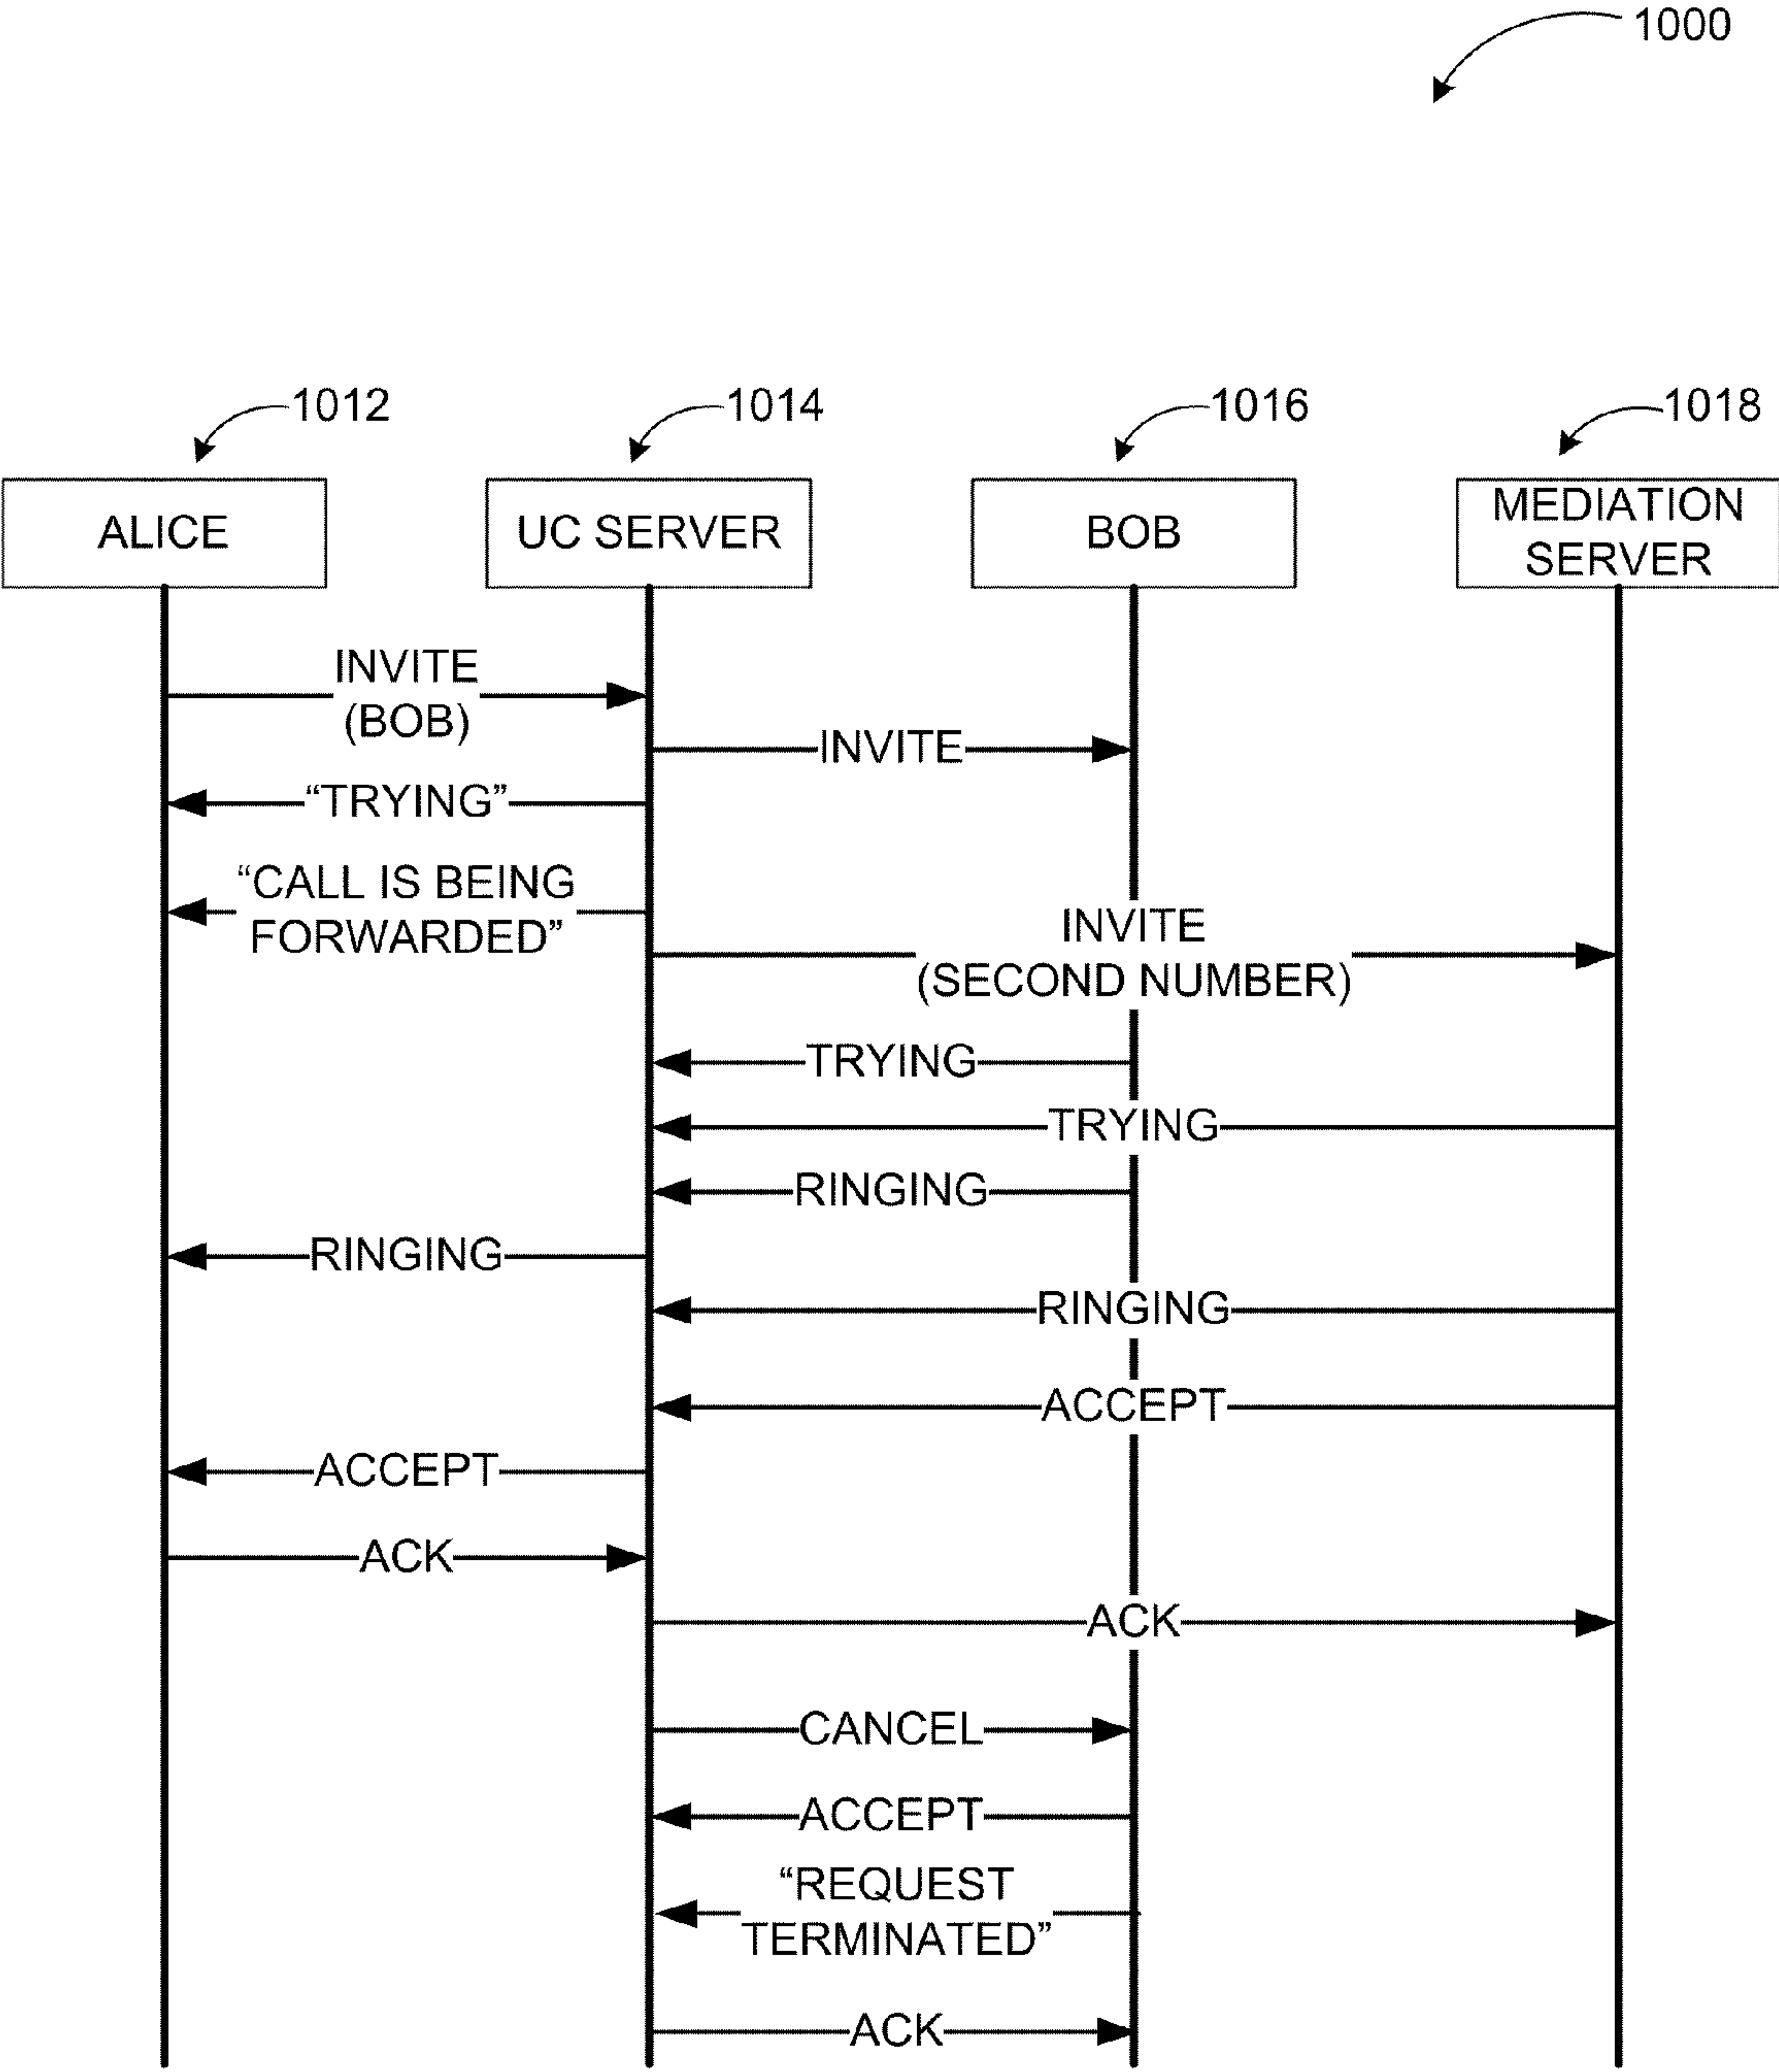 1000
1012
1014
1016
1018
ALICE
UC SERVER
BOB
MEDIATION
SERVER
INVITE
(BOB)
INVITE
“TRYING”
“CALL IS BEING
FORWARDED”
INVITE
(SECOND NUMBER)
TRYING
TRYING
RINGING
RINGING
RINGING
ACCEPT
ACCEPT
ACK
ACK
CANCEL
ACCEPT
“REQUEST
TERMINATED”
ACK